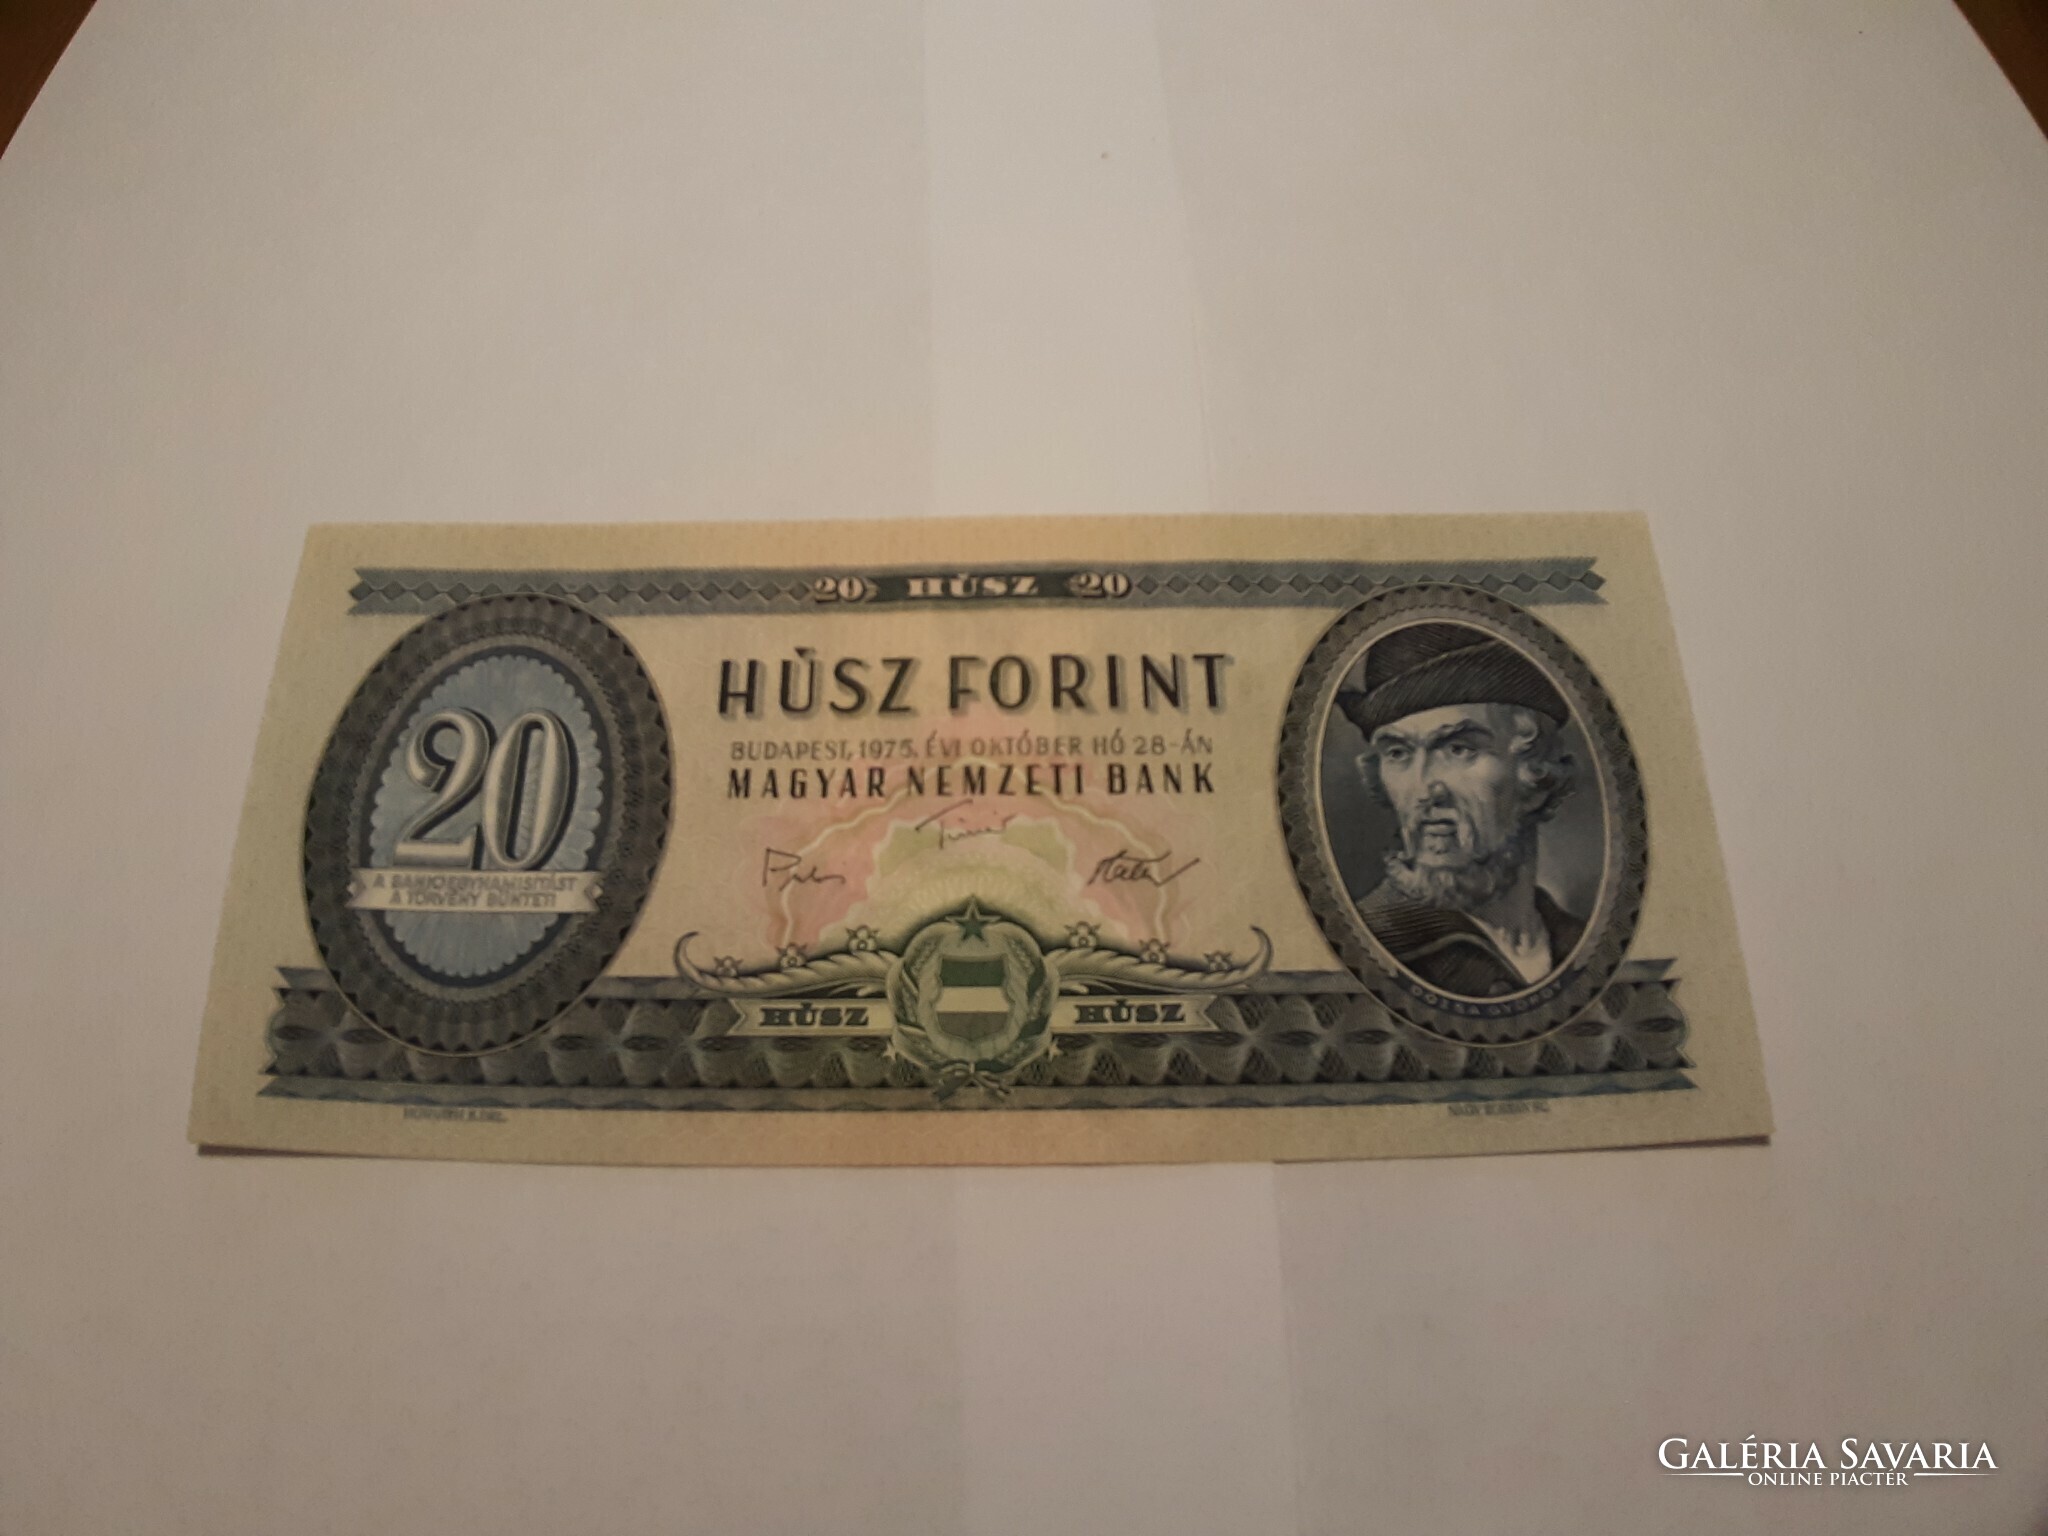 20 HÚSZ 20
HÚSZ FORINT
BUDAPEST, 1975. ÉVI OKTÓBER HÓ 28-ÁN
MAGYAR NEMZETI BANK
20
A BANKJEGYHAMISÍTÁST
A TÖRVÉNY BÜNTETI
DÓZSA GYÖRGY
HÚSZ HÚSZ
GALÉRIA SAVARIA
ONLINE PIACTÉR